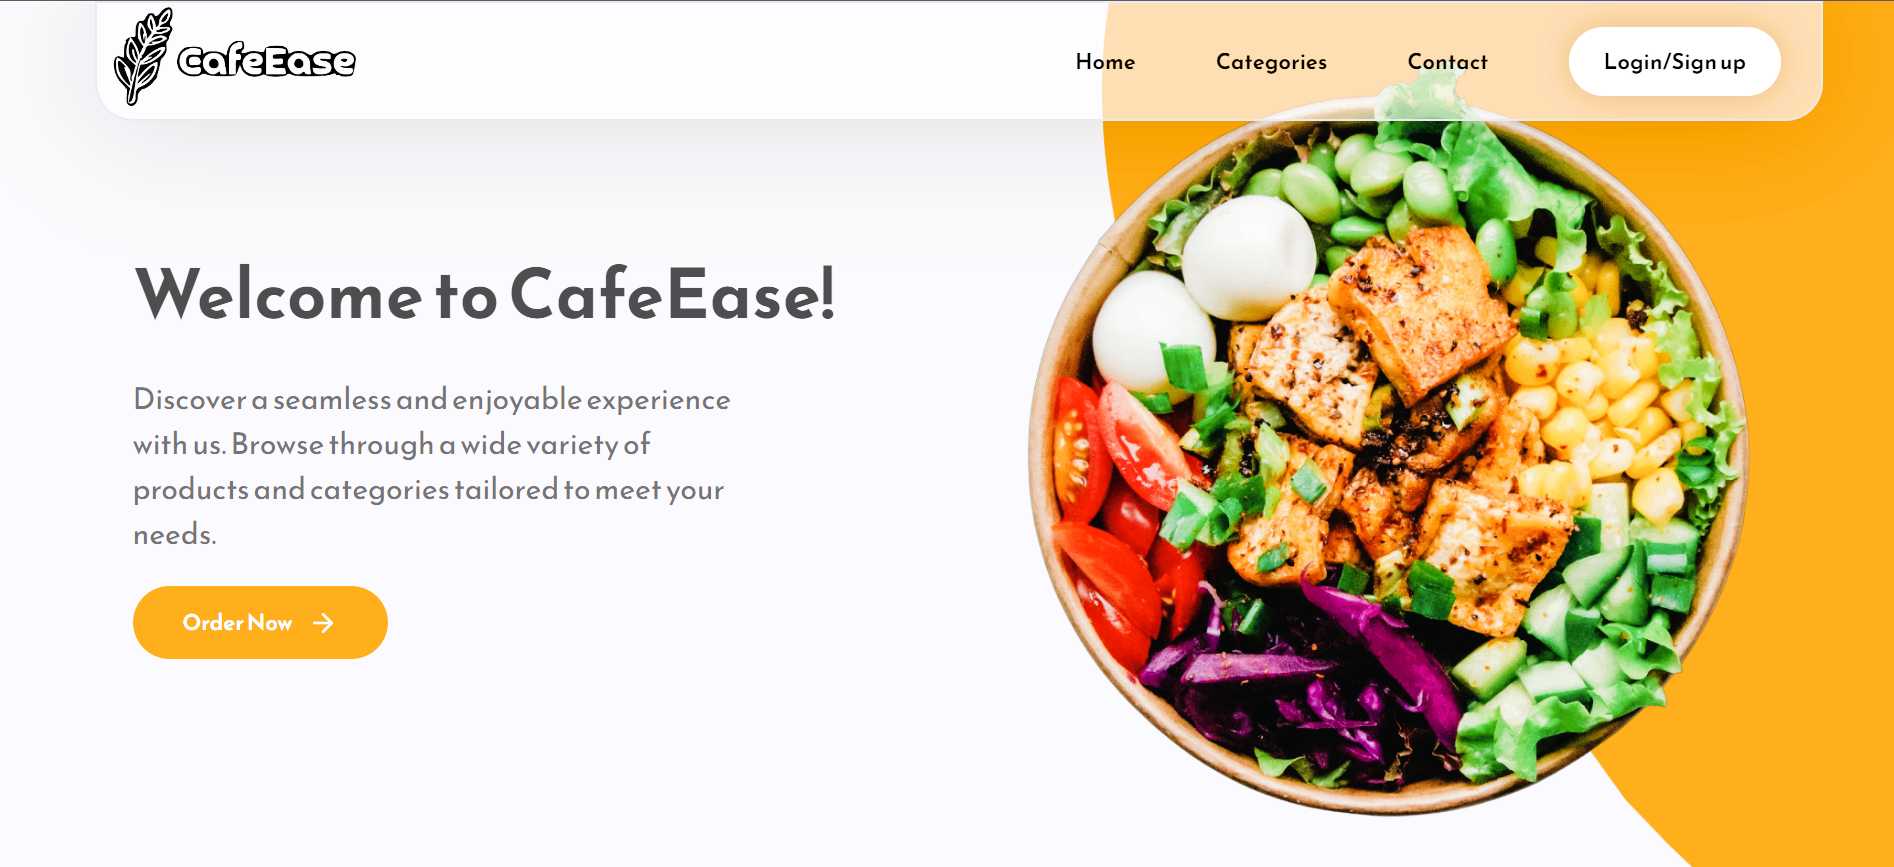 CafeEase
Home
Categories
Contact
Login/Sign up
Welcome to CafeEase!
Discover a seamless and enjoyable experience
with us. Browse through a wide variety of
products and categories tailored to meet your
needs.
Order Now